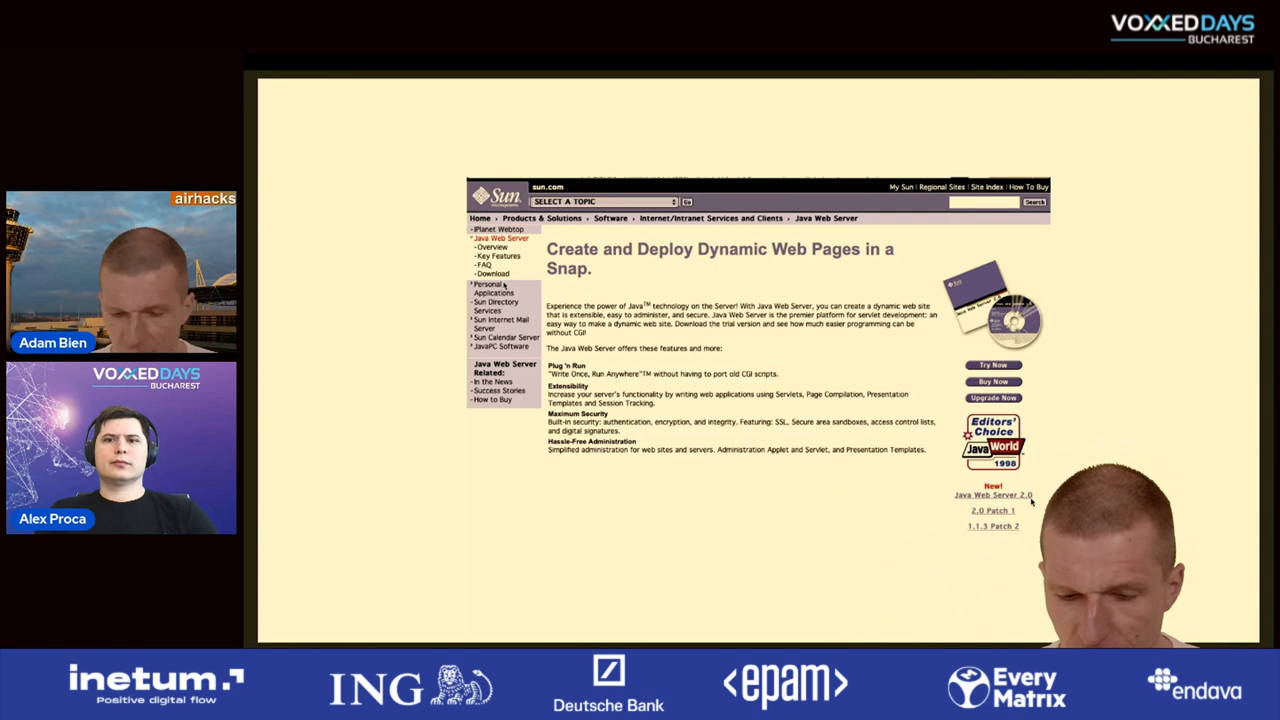 VOXXEDDAYS
BUCHAREST
airhacks
Adam Bien
VOXXEDDAYS
BUCHAREST
Alex Proca
Sun
microsystems
sun.com
My Sun | Regional Sites | Site Index | How To Buy
SELECT A TOPIC
Go
Search
Home › Products & Solutions › Software › Internet/Intranet Services and Clients › Java Web Server
-iPlanet Webtop
Java Web Server
-Overview
-Key Features
-FAQ
-Download
Personal
Applications
Sun Directory
Services
Sun Internet Mail
Server
Sun Calendar Server
JavaPC Software
Java Web Server
Related:
-In the News
-Success Stories
-How to Buy
Create and Deploy Dynamic Web Pages in a
Snap.
Experience the power of Java™ technology on the Server! With Java Web Server, you can create a dynamic web site
that is extensible, easy to administer, and secure. Java Web Server is the premier platform for servlet development: an
easy way to make a dynamic web site. Download the trial version and see how much easier programming can be
without CGI!
The Java Web Server offers these features and more:
Plug 'n Run
"Write Once, Run Anywhere"™ without having to port old CGI scripts.
Extensibility
Increase your server's functionality by writing web applications using Servlets, Page Compilation, Presentation
Templates and Session Tracking.
Maximum Security
Built-in security: authentication, encryption, and integrity. Featuring: SSL, Secure area sandboxes, access control lists,
and digital signatures.
Hassle-Free Administration
Simplified administration for web sites and servers. Administration Applet and Servlet, and Presentation Templates.
Try Now
Buy Now
Upgrade Now
Editors'
Choice
JavaWorld
1998
New!
Java Web Server 2.0
2.0 Patch 1
1.1.3 Patch 2
inetum.
Positive digital flow
ING
Deutsche Bank
<epam>
Every
Matrix
endava